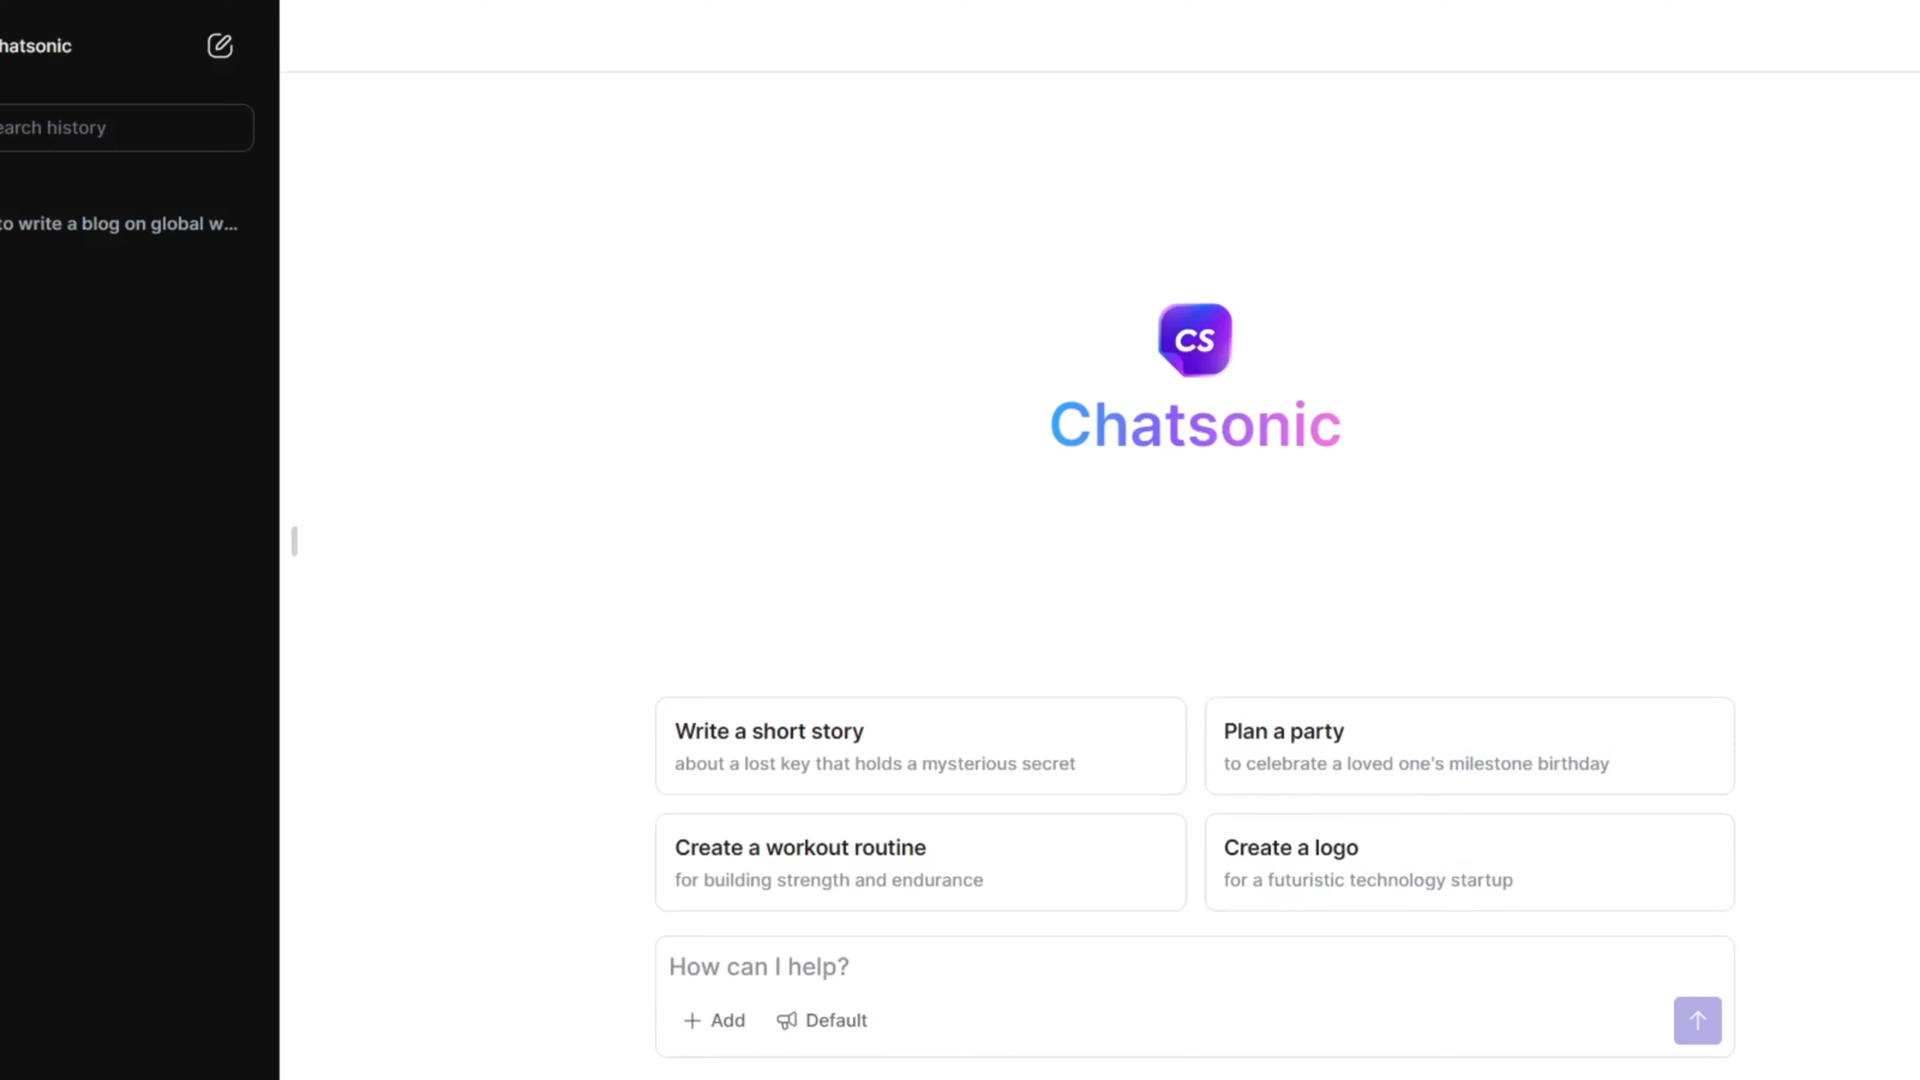 hatsonic
earch history
to write a blog on global w...
CS
Chatsonic
Write a short story
about a lost key that holds a mysterious secret
Plan a party
to celebrate a loved one's milestone birthday
Create a workout routine
for building strength and endurance
Create a logo
for a futuristic technology startup
How can I help?
Add
Default